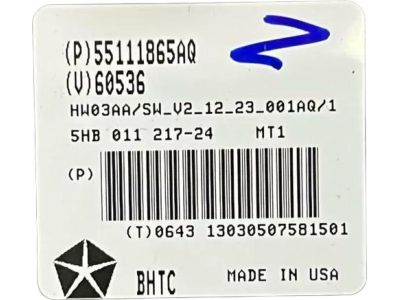 (P)55111865AQ
(V)60536
HW03AA/SW_V2_12_23_001AQ/1
5HB 011 217-24 MT1
(P)
(T)0643 13030507581501
BHTC MADE IN USA